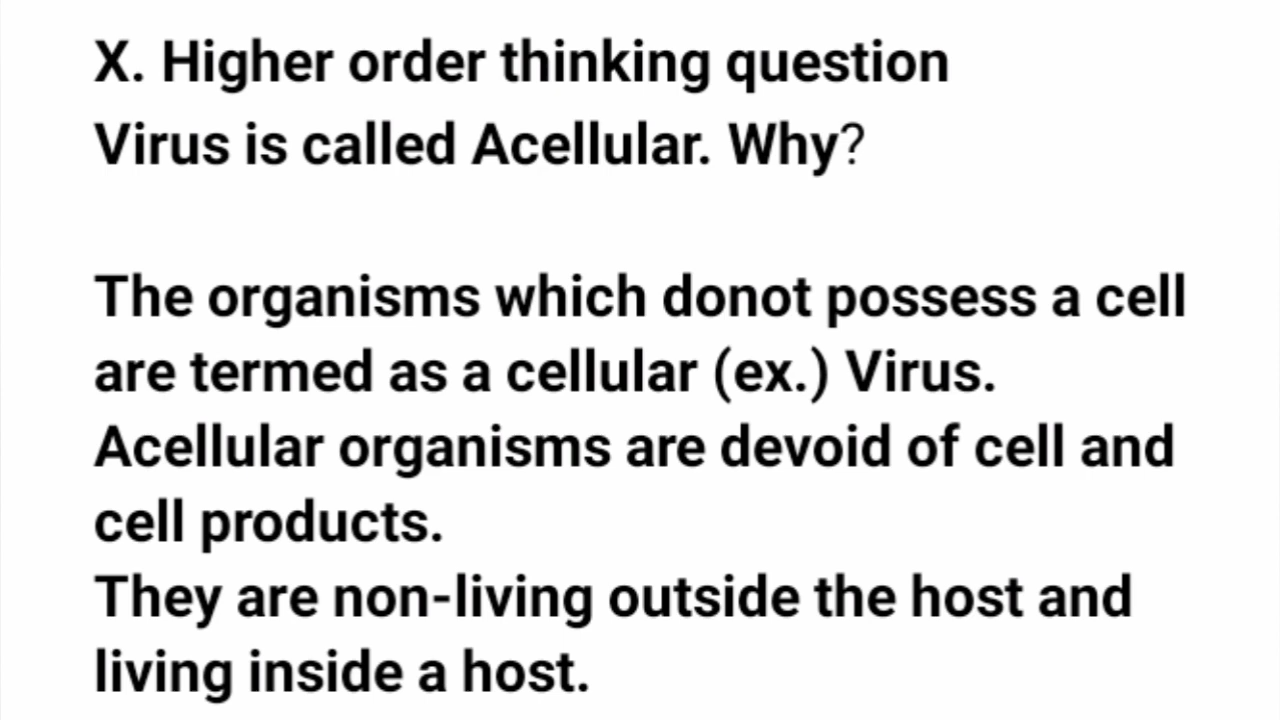 X. Higher order thinking question
Virus is called Acellular. Why?
The organisms which donot possess a cell
are termed as a cellular (ex.) Virus.
Acellular organisms are devoid of cell and
cell products.
They are non-living outside the host and
living inside a host.